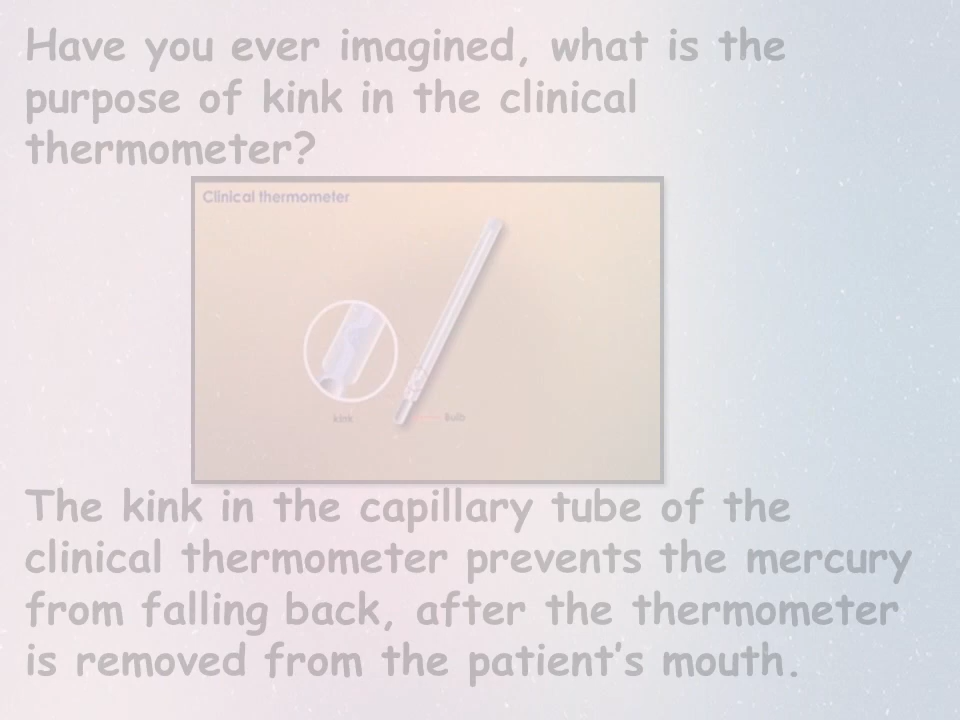 Have you ever imagined, what is the
purpose of kink in the clinical
thermometer?
Clinical thermometer
kink
Bulb
The kink in the capillary tube of the
clinical thermometer prevents the mercury
from falling back, after the thermometer
is removed from the patient's mouth.